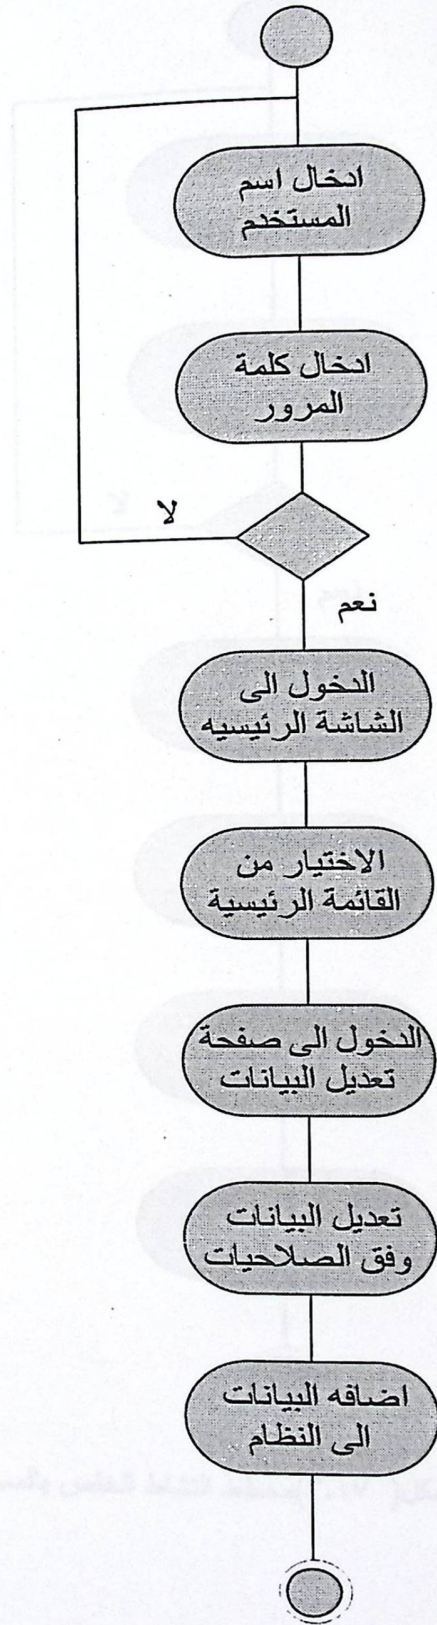 ادخال اسم
المستخدم
ادخال كلمة
المرور
لا
نعم
الدخول الى
الشاشة الرئيسيه
الاختيار من
القائمة الرئيسية
الدخول الى صفحة
تعديل البيانات
تعديل البيانات
وفق الصلاحيات
اضافه البيانات
الى النظام